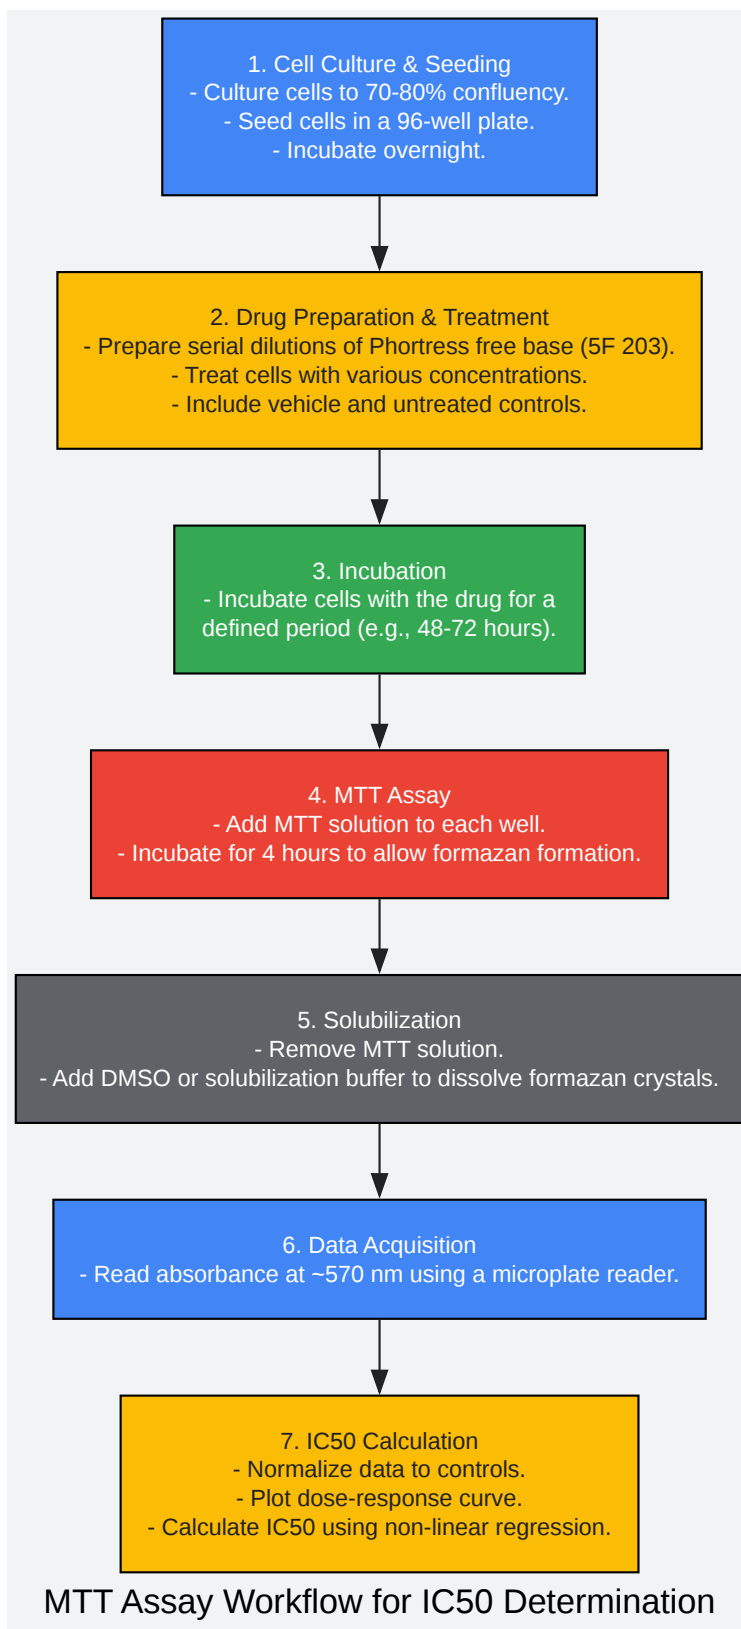 1. Cell Culture & Seeding
- Culture cells to 70-80% confluency.
- Seed cells in a 96-well plate.
- Incubate overnight.
2. Drug Preparation & Treatment
- Prepare serial dilutions of Phortress free base (5F 203).
- Treat cells with various concentrations.
- Include vehicle and untreated controls.
3. Incubation
- Incubate cells with the drug for a
defined period (e.g., 48-72 hours).
4. MTT Assay
- Add MTT solution to each well.
- Incubate for 4 hours to allow formazan formation.
5. Solubilization
- Remove MTT solution.
- Add DMSO or solubilization buffer to dissolve formazan crystals.
6. Data Acquisition
- Read absorbance at ~570 nm using a microplate reader.
7. IC50 Calculation
- Normalize data to controls.
- Plot dose-response curve.
- Calculate IC50 using non-linear regression.
MTT Assay Workflow for IC50 Determination